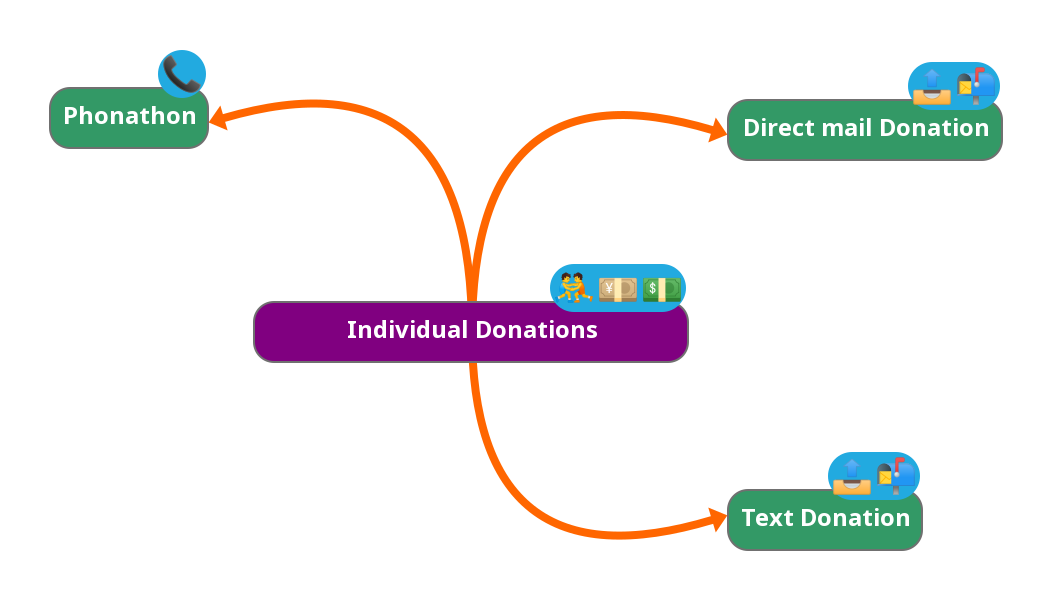 Phonathon
Direct mail Donation
Individual Donations
Text Donation